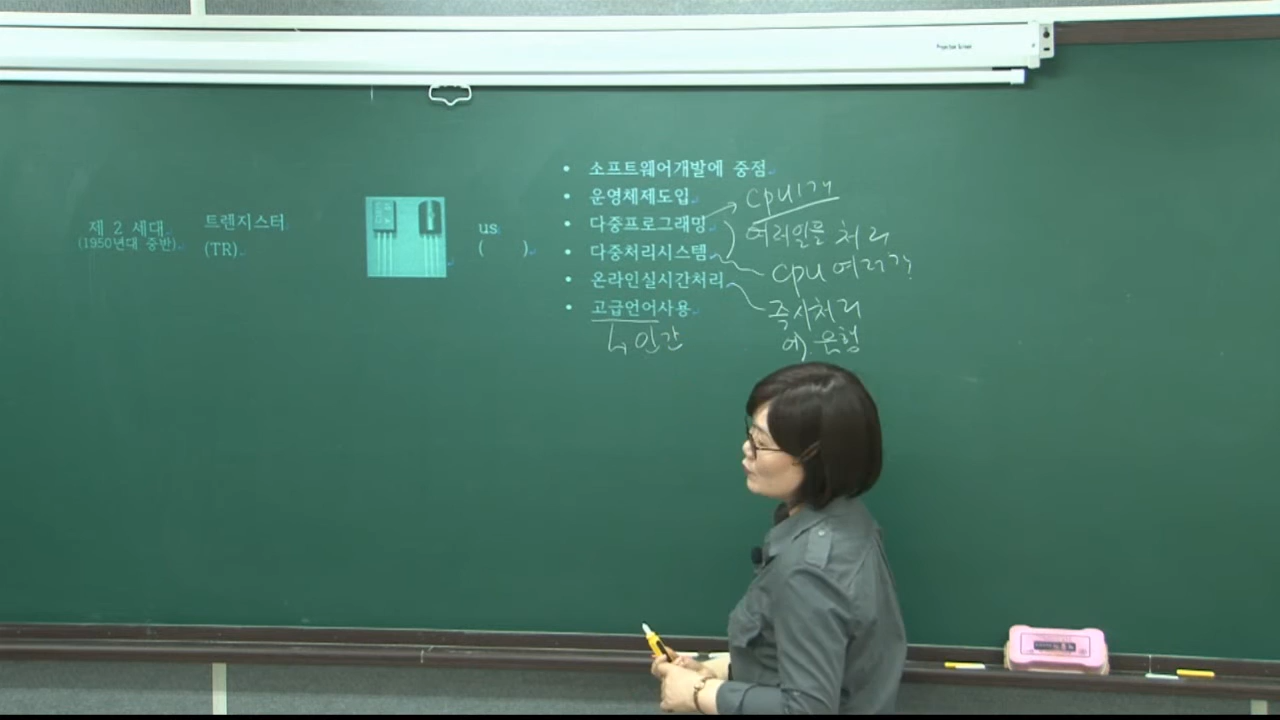 Projection Screen
제 2 세대
(1950년대 중반)
트렌지스터
(TR)
us
( )
• 소프트웨어개발에 중점
• 운영체제도입
• 다중프로그래밍
• 다중처리시스템
• 온라인실시간처리
• 고급언어사용
cpu 1개
여러일을 처리
cpu 여러개
즉시처리
예) 은행
↳ 인간